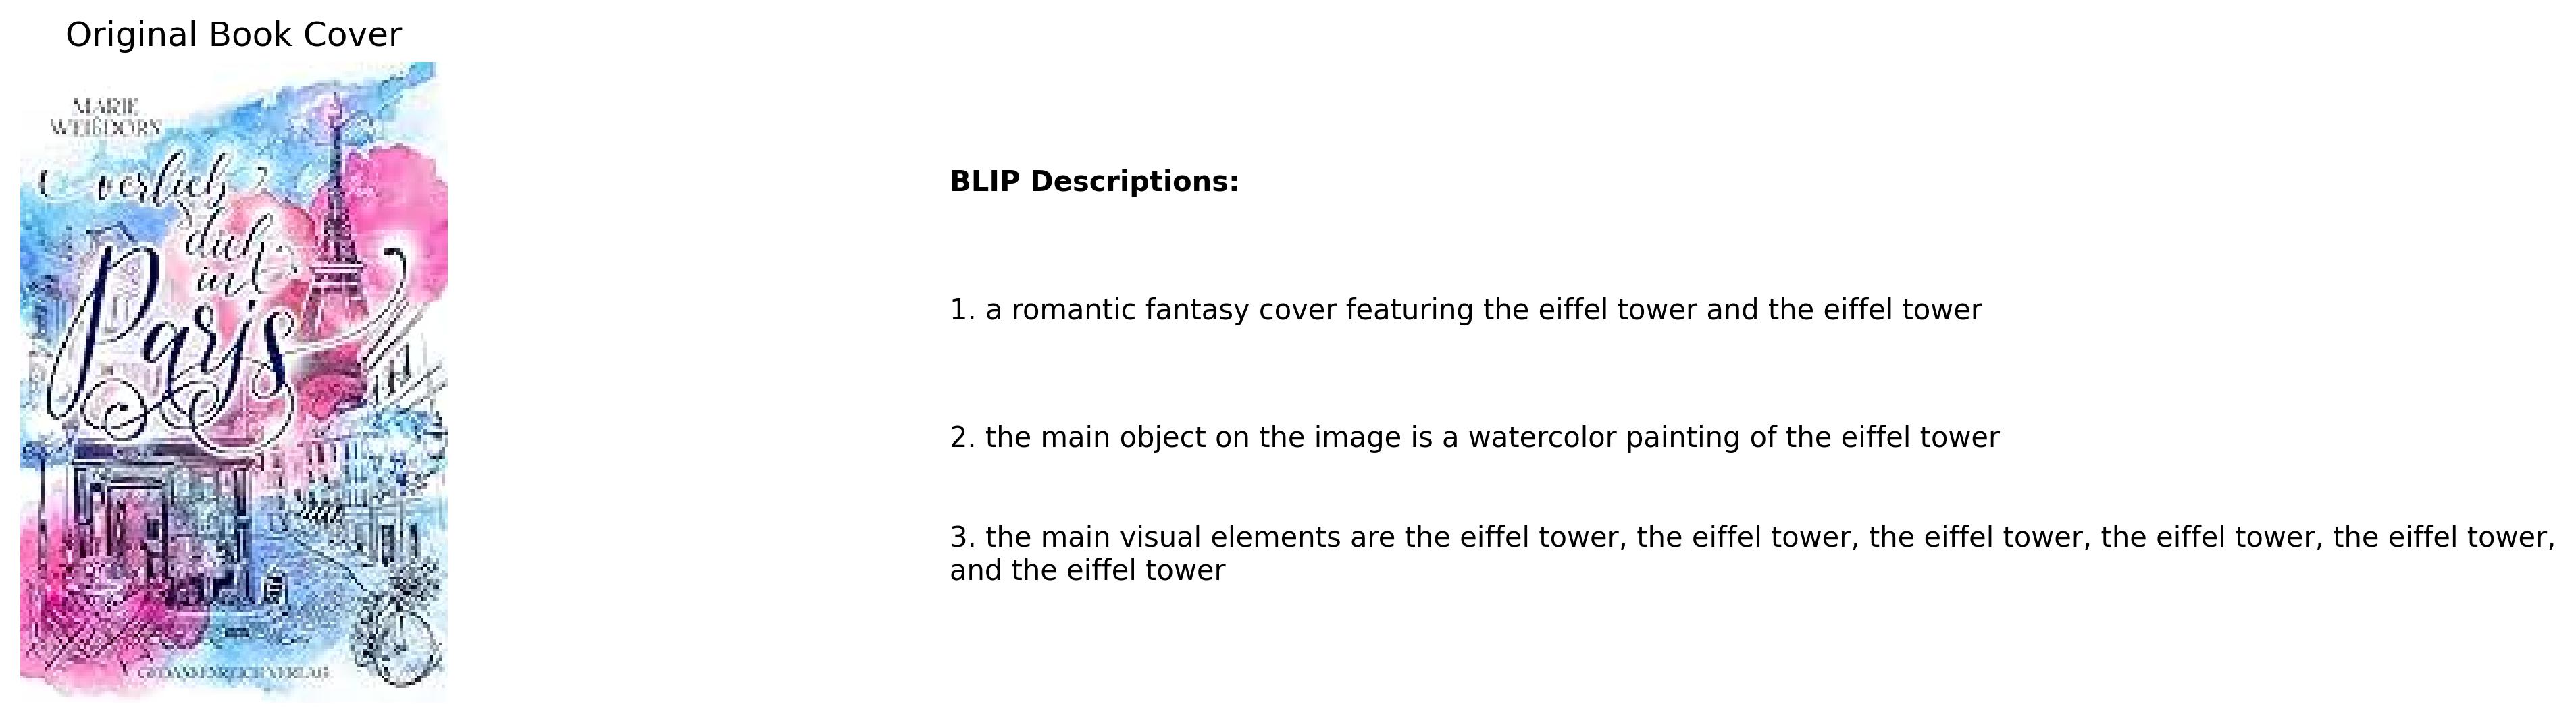 Original Book Cover
MARIE
WEIßDORN
verlieb
dich
in
Paris
GEDANKENREICH VERLAG
BLIP Descriptions:
1. a romantic fantasy cover featuring the eiffel tower and the eiffel tower
2. the main object on the image is a watercolor painting of the eiffel tower
3. the main visual elements are the eiffel tower, the eiffel tower, the eiffel tower, the eiffel tower, the eiffel tower,
and the eiffel tower